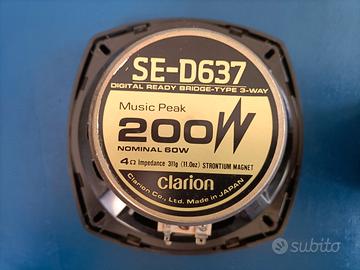 SE-D637
DIGITAL READY BRIDGE-TYPE 3-WAY
Music Peak
200W
NOMINAL 60W
4Ω Impedance 311g (11.0oz) STRONTIUM MAGNET
clarion
Clarion Co., Ltd. Made in JAPAN
subito